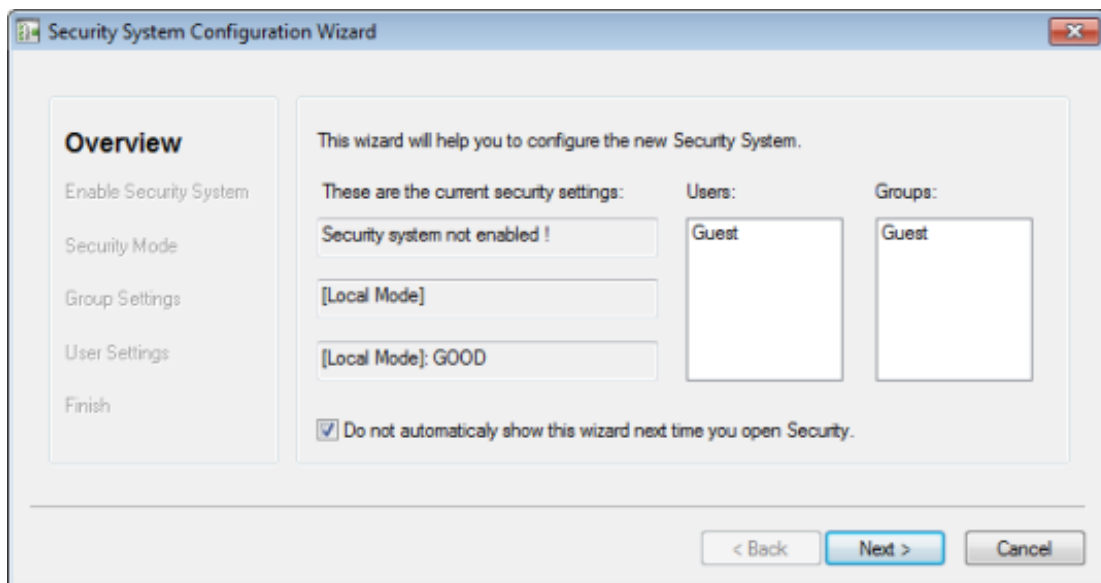 Security System Configuration Wizard
Overview
Enable Security System
Security Mode
Group Settings
User Settings
Finish
This wizard will help you to configure the new Security System.
These are the current security settings:
Users:
Groups:
Security system not enabled !
[Local Mode]
[Local Mode]: GOOD
Guest
Guest
Do not automaticaly show this wizard next time you open Security.
< Back
Next >
Cancel